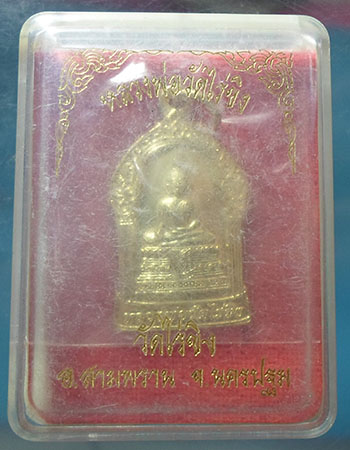 หลวงพ่อวัดไร่ขิง
วัดไร่ขิง
อ.สามพราน จ.นครปฐม